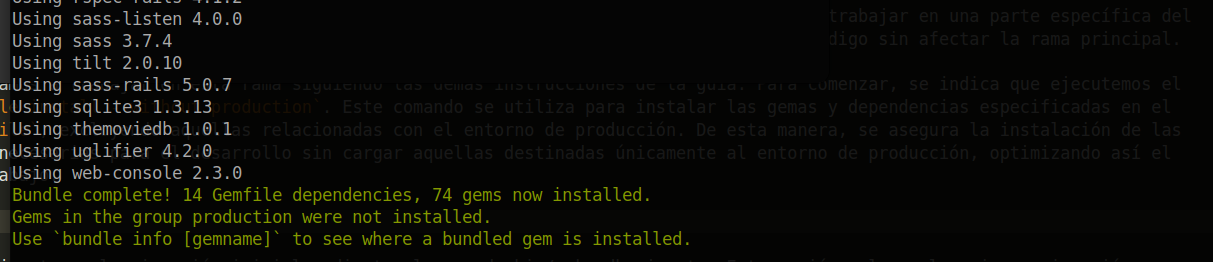 Using rspec-rails 4.1.2
Using sass-listen 4.0.0
trabajar en una parte específica del
Using sass 3.7.4
digo sin afectar la rama principal.
Using tilt 2.0.10
Using sass-rails 5.0.7
rama siguiendo las instrucciones de la guía. Para comenzar, se indica que ejecutemos el
Using sqlite3 1.3.13
production`. Este comando se utiliza para instalar las gemas y dependencias especificadas en el
Using themoviedb 1.0.1
relacionadas con el entorno de producción. De esta manera, se asegura la instalación de las
Using uglifier 4.2.0
desarrollo sin cargar aquellas destinadas únicamente al entorno de producción, optimizando así el
Using web-console 2.3.0
Bundle complete! 14 Gemfile dependencies, 74 gems now installed.
Gems in the group production were not installed.
Use `bundle info [gemname]` to see where a bundled gem is installed.